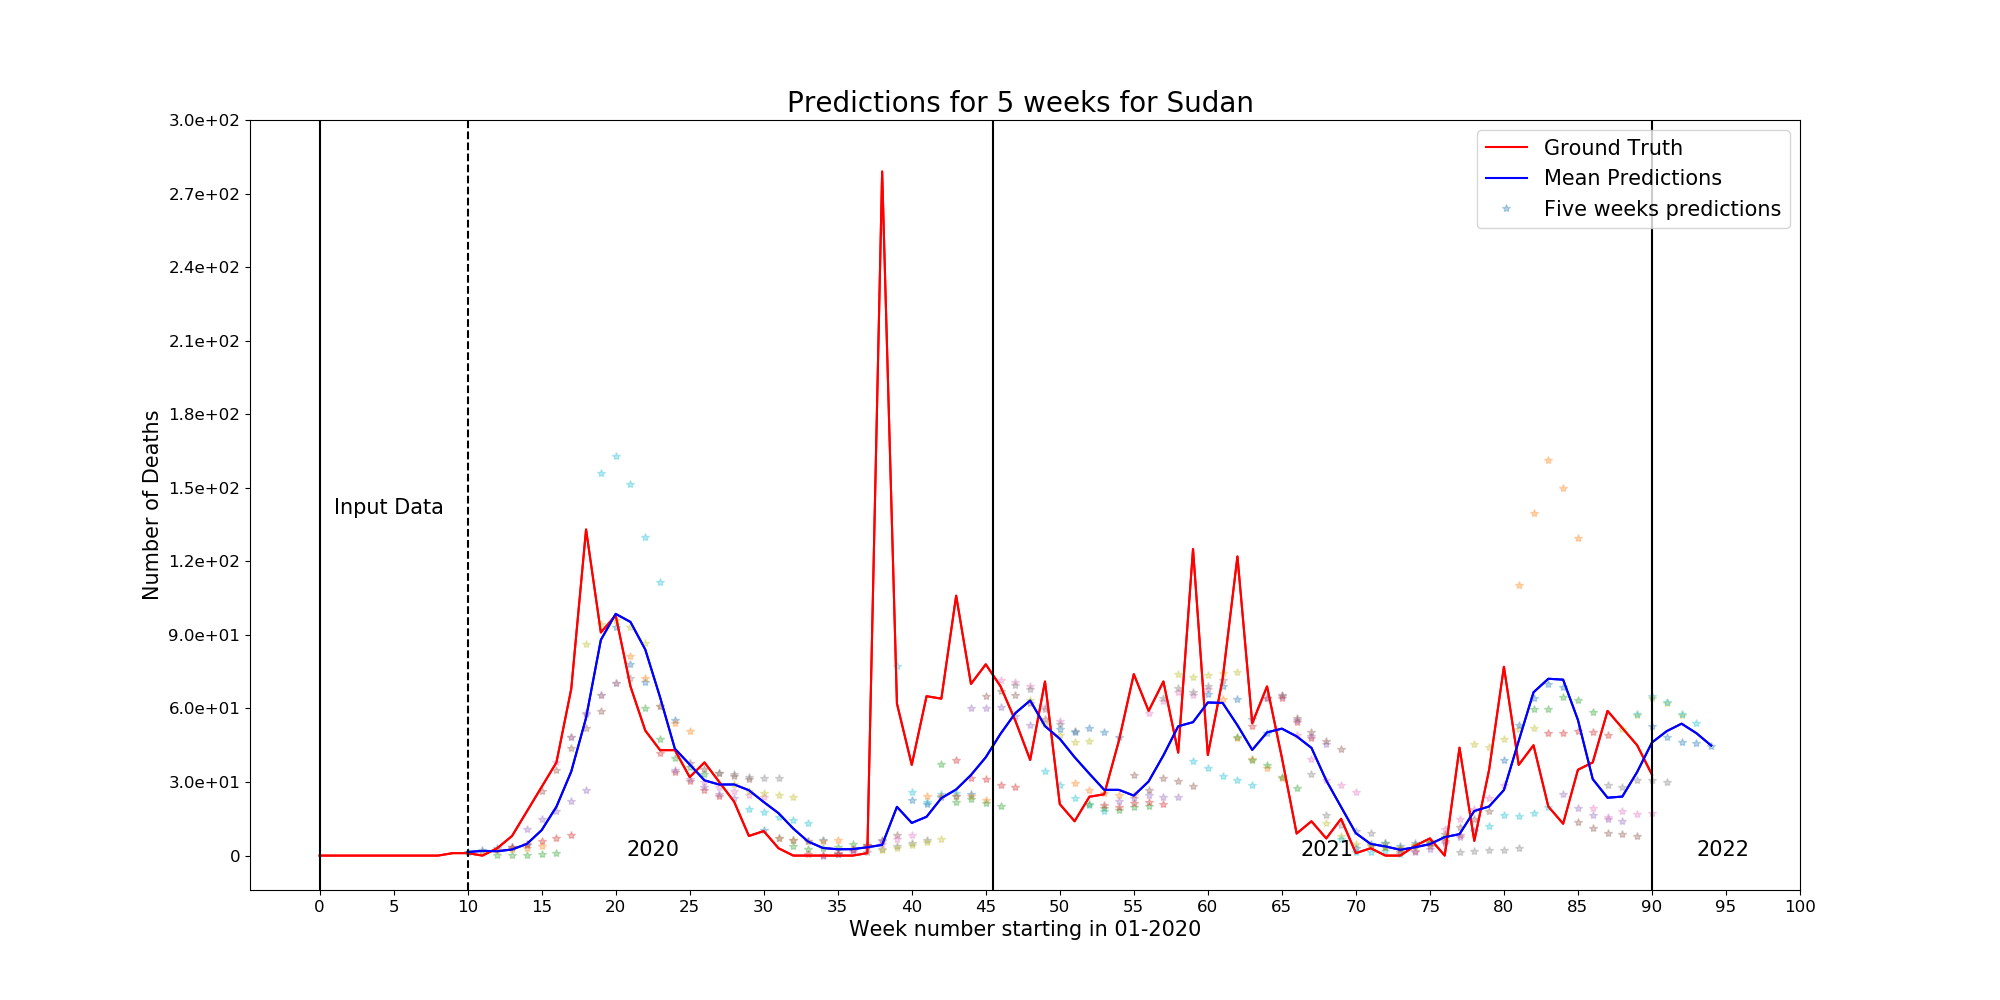 Predictions for 5 weeks for Sudan
3.0e+02
2.7e+02
2.4e+02
2.1e+02
1.8e+02
1.5e+02
1.2e+02
9.0e+01
6.0e+01
3.0e+01
0
Number of Deaths
Ground Truth
Mean Predictions
Five weeks predictions
Input Data
2020
2021
2022
0 5 10 15 20 25 30 35 40 45 50 55 60 65 70 75 80 85 90 95 100
Week number starting in 01-2020